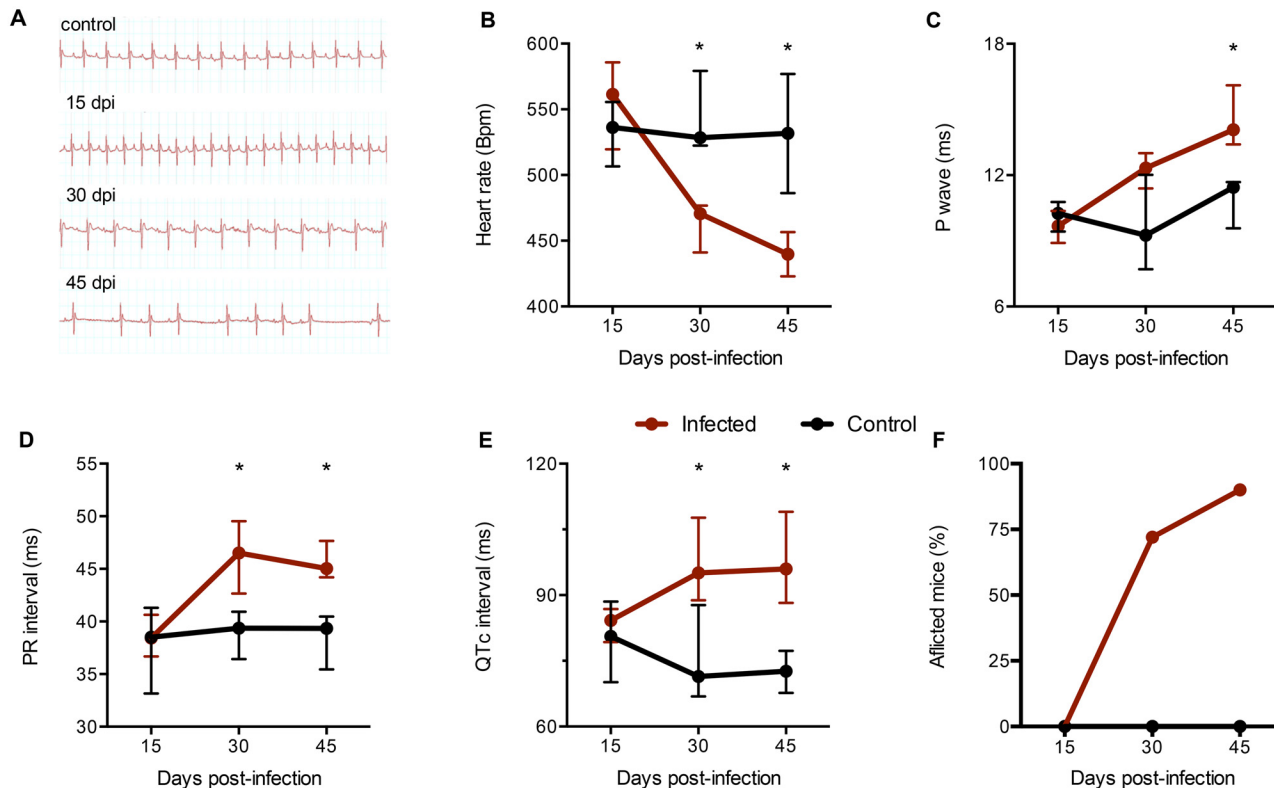 A
control
15 dpi
30 dpi
45 dpi
B
* *
600
550
500
450
400
Heart rate (Bpm)
15 30 45
Days post-infection
C
*
18
12
6
P wave (ms)
15 30 45
Days post-infection
Infected Control
D
* *
55
50
45
40
35
30
PR interval (ms)
15 30 45
Days post-infection
E
* *
120
90
60
QTc interval (ms)
15 30 45
Days post-infection
F
100
75
50
25
0
Aflicted mice (%)
15 30 45
Days post-infection